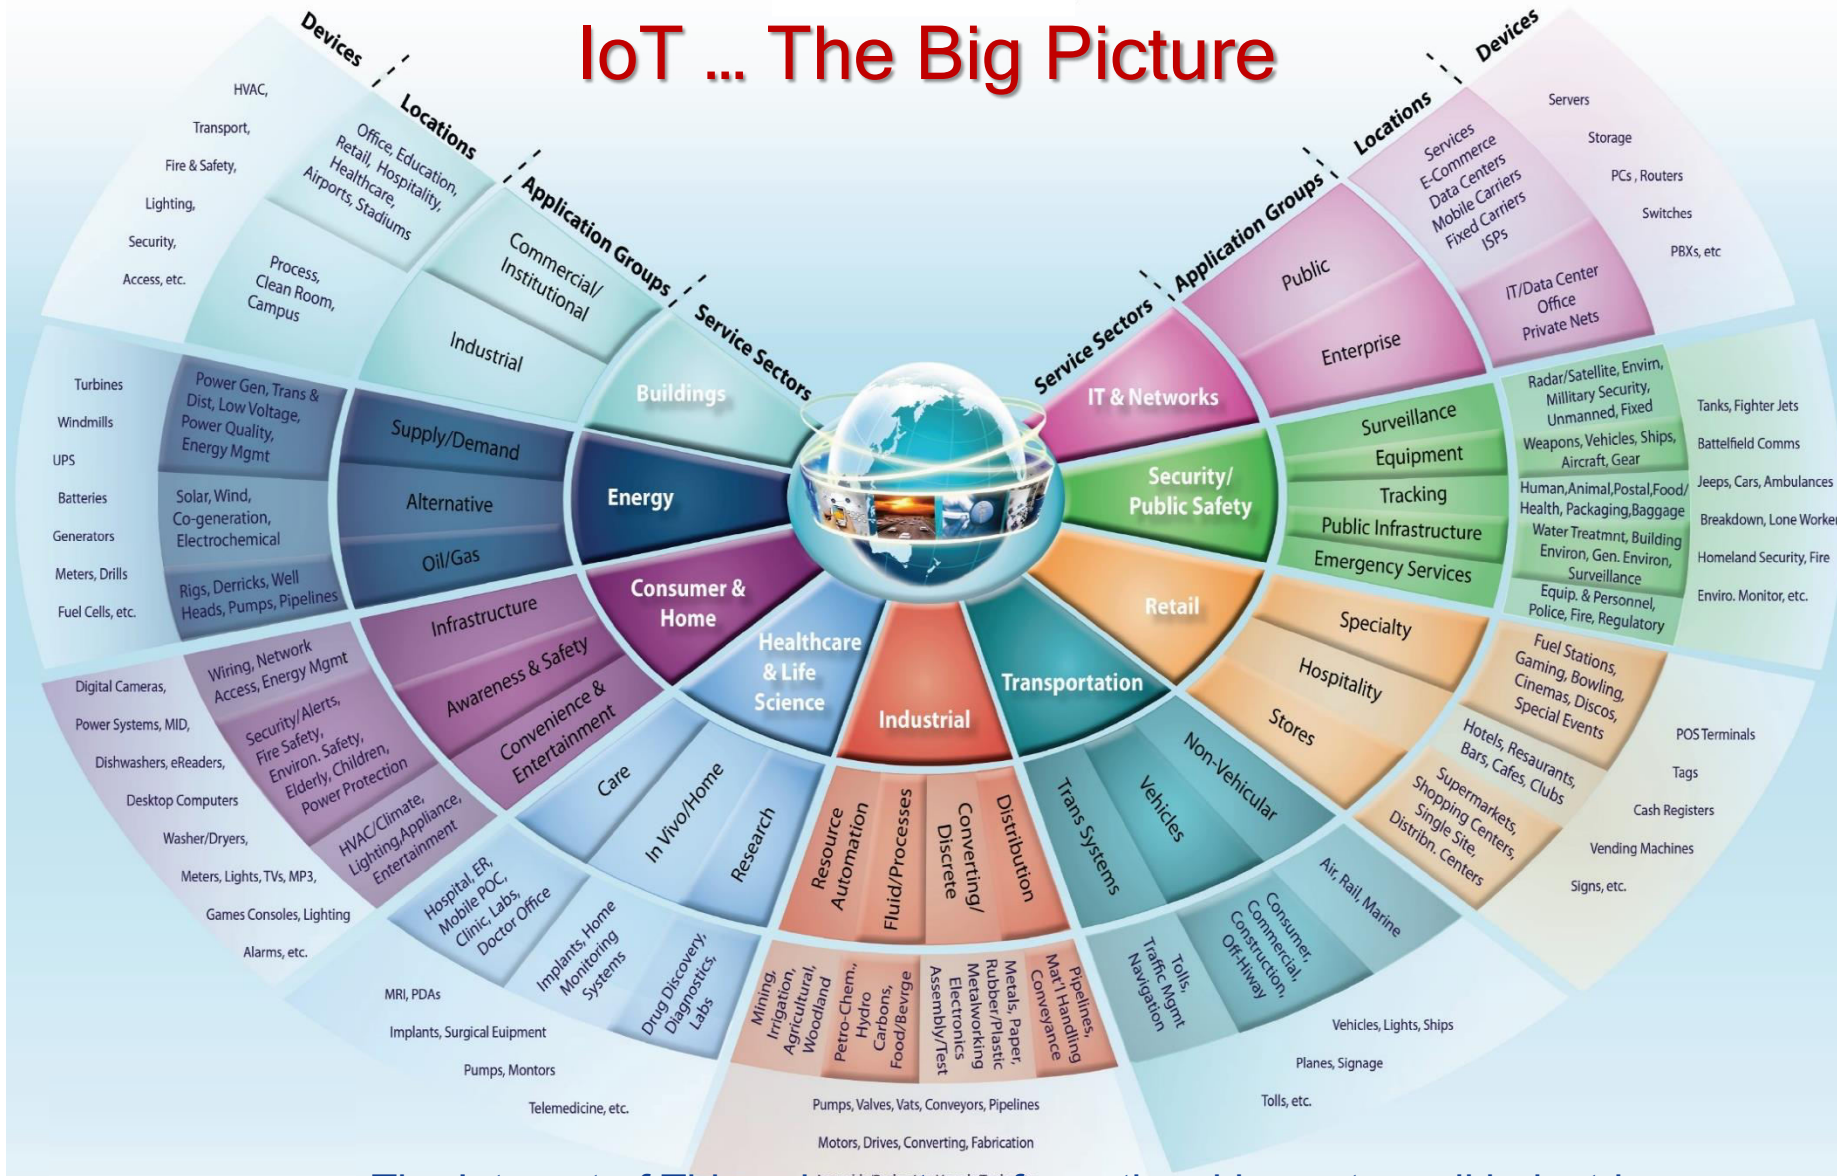 IoT ... The Big Picture
Devices
Locations
Application Groups
Service Sectors
Devices
Locations
Application Groups
Service Sectors
HVAC,
Transport,
Fire & Safety,
Lighting,
Security,
Access, etc.
Office, Education,
Retail, Hospitality,
Healthcare,
Airports, Stadiums
Process,
Clean Room,
Campus
Commercial/
Institutional
Industrial
Buildings
Turbines
Windmills
UPS
Batteries
Generators
Meters, Drills
Fuel Cells, etc.
Power Gen, Trans &
Dist, Low Voltage,
Power Quality,
Energy Mgmt
Solar, Wind,
Co-generation,
Electrochemical
Rigs, Derricks, Well
Heads, Pumps, Pipelines
Supply/Demand
Alternative
Oil/Gas
Energy
Digital Cameras,
Power Systems, MID,
Dishwashers, eReaders,
Desktop Computers
Washer/Dryers,
Meters, Lights, TVs, MP3,
Games Consoles, Lighting
Alarms, etc.
Wiring, Network
Access, Energy Mgmt
Security/Alerts,
Fire Safety,
Environ. Safety,
Elderly, Children,
Power Protection
HVAC/Climate,
Lighting,Appliance,
Entertainment
Infrastructure
Awareness & Safety
Convenience &
Entertainment
Consumer &
Home
MRI, PDAs
Implants, Surgical Euipment
Pumps, Montors
Telemedicine, etc.
Hospital, ER,
Mobile POC,
Clinic, Labs,
Doctor Office
Implants, Home
Monitoring
Systems
Drug Discovery,
Diagnostics,
Labs
Care
In Vivo/Home
Research
Healthcare
& Life
Science
Industrial
Resource
Automation
Fluid/Processes
Converting/
Discrete
Distribution
Mining,
Irrigation,
Agricultural,
Woodland
Petro-Chem.,
Hydro
Carbons,
Food/Bevrge
Metals, Paper,
Rubber/Plastic
Metalworking
Electronics
Assembly/Test
Pipelines,
Mat'l Handling
Conveyance
Pumps, Valves, Vats, Conveyors, Pipelines
Motors, Drives, Converting, Fabrication
Transportation
Trans Systems
Vehicles
Non-Vehicular
Tolls,
Traffic Mgmt
Navigation
Consumer,
Commercial,
Construction,
Off-Hiway
Air, Rail, Marine
Vehicles, Lights, Ships
Planes, Signage
Tolls, etc.
Retail
Specialty
Hospitality
Stores
Fuel Stations,
Gaming, Bowling,
Cinemas, Discos,
Special Events
Hotels, Resaurants,
Bars, Cafes, Clubs
Supermarkets,
Shopping Centers,
Single Site,
Distribn. Centers
POS Terminals
Tags
Cash Registers
Vending Machines
Signs, etc.
Security/
Public Safety
Surveillance
Equipment
Tracking
Public Infrastructure
Emergency Services
Radar/Satellite, Envirn,
Millitary Security,
Unmanned, Fixed
Weapons, Vehicles, Ships,
Aircraft, Gear
Human,Animal,Postal,Food/
Health, Packaging,Baggage
Water Treatmnt, Building
Environ, Gen. Environ,
Surveillance
Equip. & Personnel,
Police, Fire, Regulatory
Tanks, Fighter Jets
Battelfield Comms
Jeeps, Cars, Ambulances
Breakdown, Lone Worker
Homeland Security, Fire
Enviro. Monitor, etc.
IT & Networks
Public
Enterprise
Services
E-Commerce
Data Centers
Mobile Carriers
Fixed Carriers
ISPs
IT/Data Center
Office
Private Nets
Servers
Storage
PCs , Routers
Switches
PBXs, etc